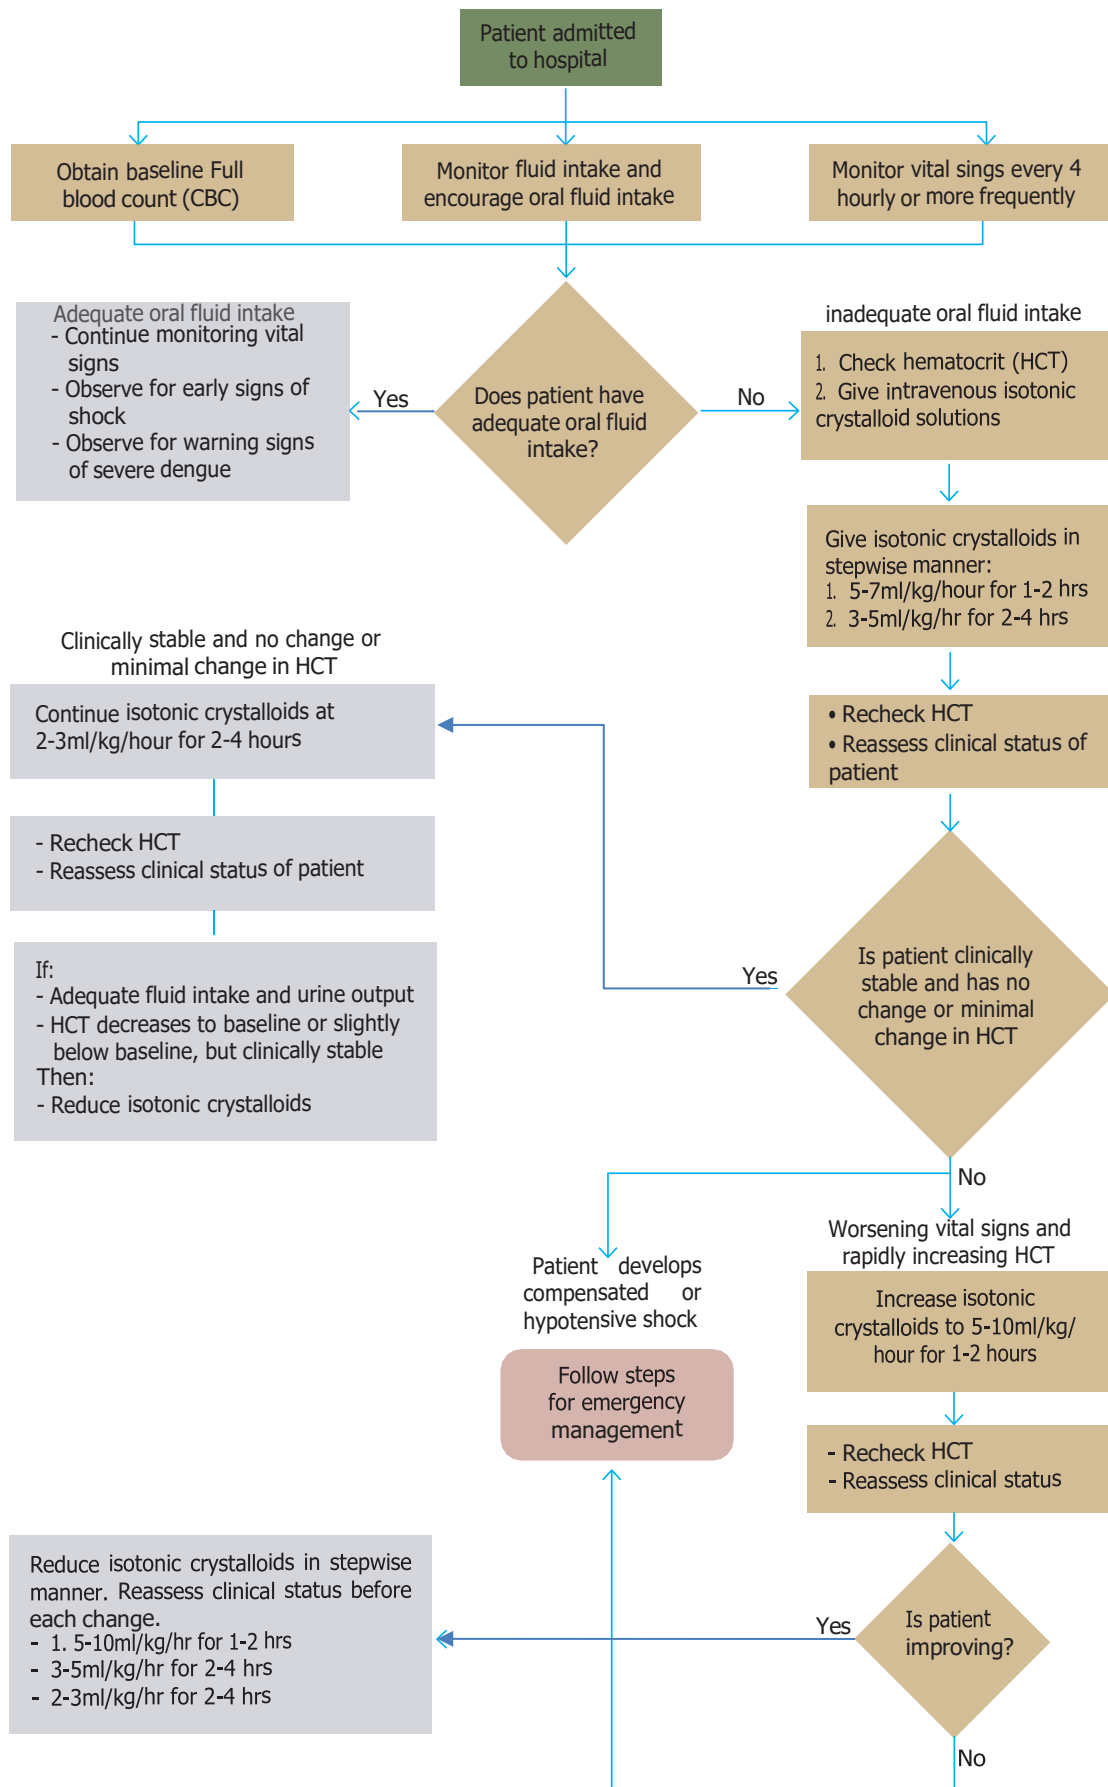 Patient admitted
to hospital
Obtain baseline Full
blood count (CBC)
Monitor fluid intake and
encourage oral fluid intake
Monitor vital sings every 4
hourly or more frequently
Adequate oral fluid intake
- Continue monitoring vital
signs
- Observe for early signs of
shock
- Observe for warning signs
of severe dengue
Yes
Does patient have
adequate oral fluid
intake?
No
inadequate oral fluid intake
1. Check hematocrit (HCT)
2. Give intravenous isotonic
crystalloid solutions
Give isotonic crystalloids in
stepwise manner:
1. 5-7ml/kg/hour for 1-2 hrs
2. 3-5ml/kg/hr for 2-4 hrs
• Recheck HCT
• Reassess clinical status of
patient
Clinically stable and no change or
minimal change in HCT
Continue isotonic crystalloids at
2-3ml/kg/hour for 2-4 hours
- Recheck HCT
- Reassess clinical status of patient
If:
- Adequate fluid intake and urine output
- HCT decreases to baseline or slightly
below baseline, but clinically stable
Then:
- Reduce isotonic crystalloids
Yes
Is patient clinically
stable and has no
change or minimal
change in HCT
No
Patient develops
compensated or
hypotensive shock
Follow steps
for emergency
management
Worsening vital signs and
rapidly increasing HCT
Increase isotonic
crystalloids to 5-10ml/kg/
hour for 1-2 hours
- Recheck HCT
- Reassess clinical status
Reduce isotonic crystalloids in stepwise
manner. Reassess clinical status before
each change.
- 1. 5-10ml/kg/hr for 1-2 hrs
- 3-5ml/kg/hr for 2-4 hrs
- 2-3ml/kg/hr for 2-4 hrs
Yes
Is patient
improving?
No